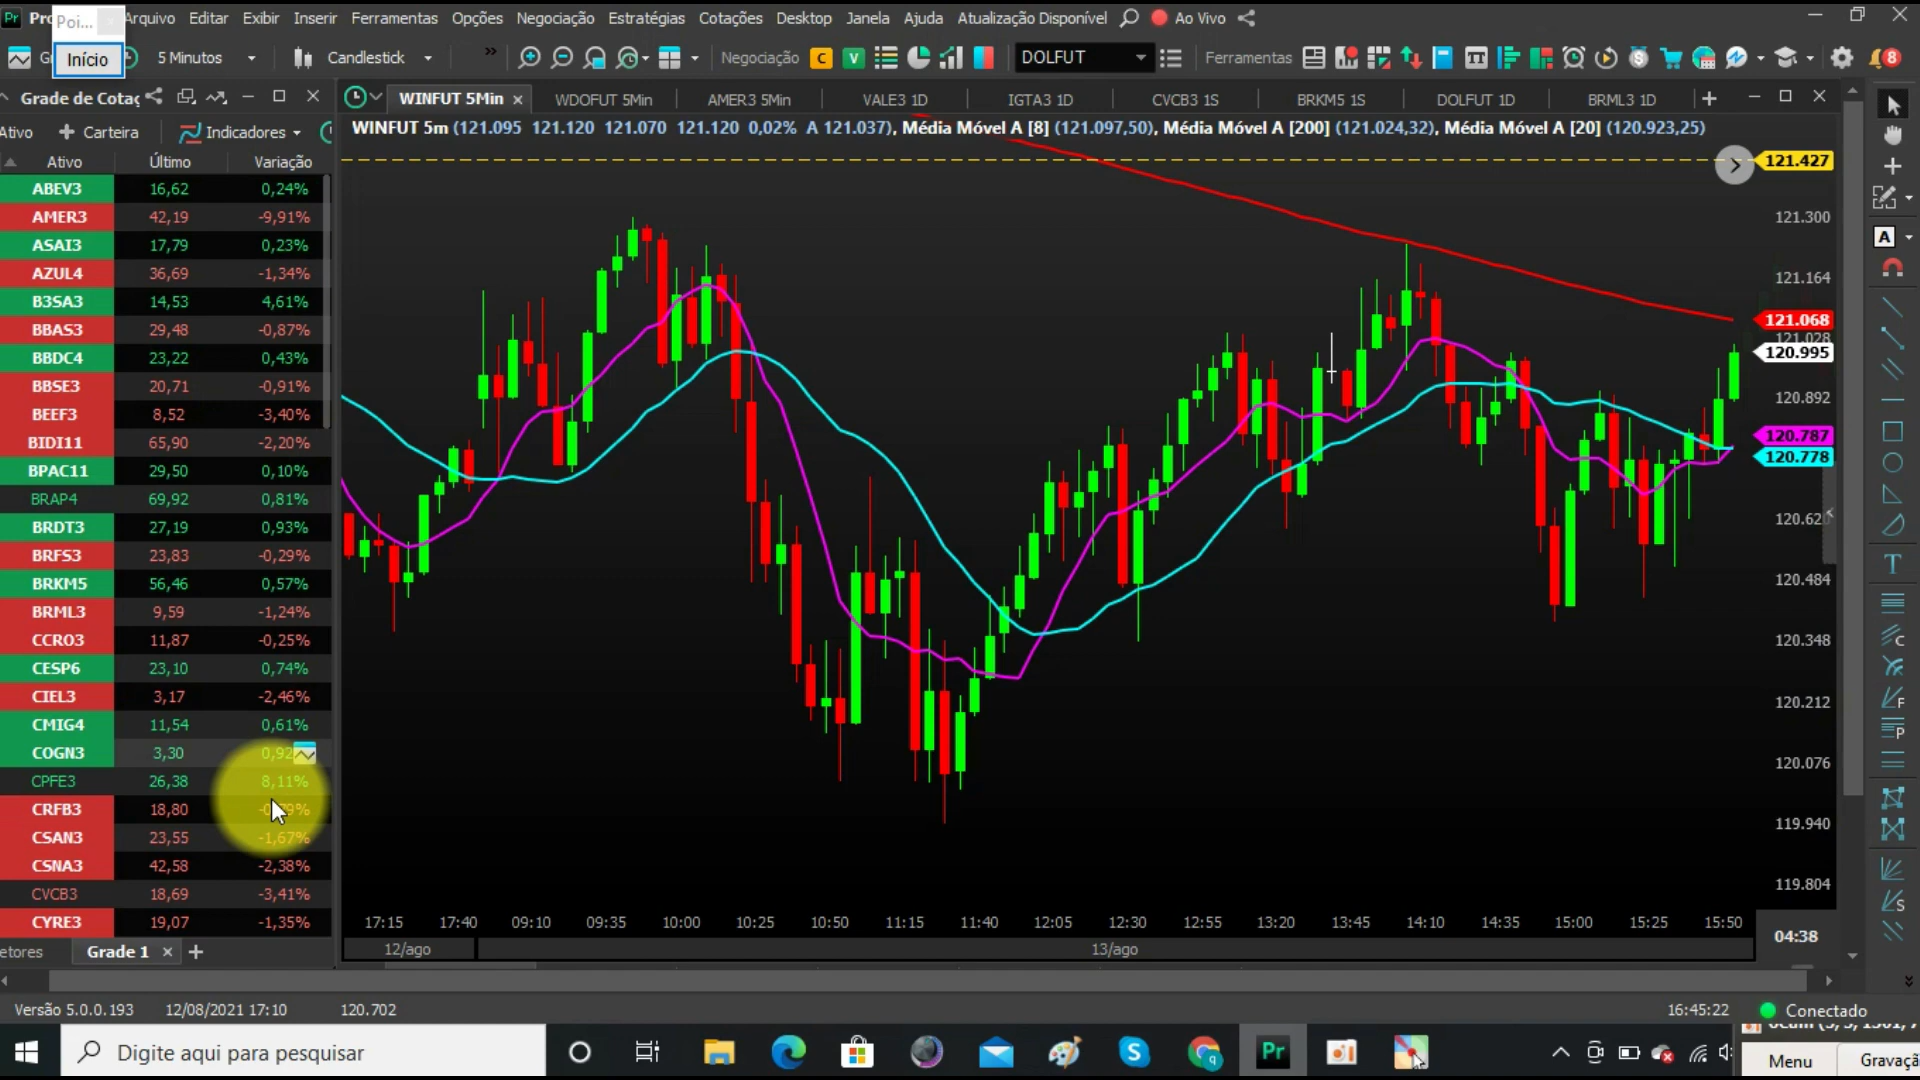 Poi...
Pr Pro Arquivo Editar Exibir Inserir Ferramentas Opções Negociação Estratégias Cotações Desktop Janela Ajuda Atualização Disponível Ao Vivo
Início
5 Minutos Candlestick » Negociação C V DOLFUT Ferramentas 8
Grade de Cotaç
WINFUT 5Min × WDOFUT 5Min AMER3 5Min VALE3 1D IGTA3 1D CVCB3 1S BRKM5 1S DOLFUT 1D BRML3 1D +
Ativo + Carteira Indicadores
WINFUT 5m (121.095 121.120 121.070 121.120 0,02% A 121.037), Média Móvel A [8] (121.097,50), Média Móvel A [200] (121.024,32), Média Móvel A [20] (120.923,25)
Ativo Último Variação
ABEV3 16,62 0,24%
AMER3 42,19 -9,91%
ASAI3 17,79 0,23%
AZUL4 36,69 -1,34%
B3SA3 14,53 4,61%
BBAS3 29,48 -0,87%
BBDC4 23,22 0,43%
BBSE3 20,71 -0,91%
BEEF3 8,52 -3,40%
BIDI11 65,90 -2,20%
BPAC11 29,50 0,10%
BRAP4 69,92 0,81%
BRDT3 27,19 0,93%
BRFS3 23,83 -0,29%
BRKM5 56,46 0,57%
BRML3 9,59 -1,24%
CCRO3 11,87 -0,25%
CESP6 23,10 0,74%
CIEL3 3,17 -2,46%
CMIG4 11,54 0,61%
COGN3 3,30 0,92
CPFE3 26,38 8,11%
CRFB3 18,80
CSAN3 23,55 -1,67%
CSNA3 42,58 -2,38%
CVCB3 18,69 -3,41%
CYRE3 19,07 -1,35%
121.427
121.300
121.164
121.068
121.028
120.995
120.892
120.787
120.778
120.62
120.484
120.348
120.212
120.076
119.940
119.804
17:15 17:40 09:10 09:35 10:00 10:25 10:50 11:15 11:40 12:05 12:30 12:55 13:20 13:45 14:10 14:35 15:00 15:25 15:50
04:38
12/ago 13/ago
etores Grade 1 × +
Versão 5.0.0.193 12/08/2021 17:10 120.702 16:45:22 Conectado
Digite aqui para pesquisar
Menu Gravaçã
A
T
C
F
P
S